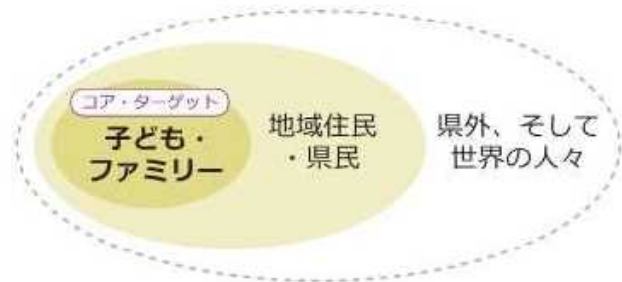 コア・ターゲット
子ども・
ファミリー
地域住民
・県民
県外、そして
世界の人々